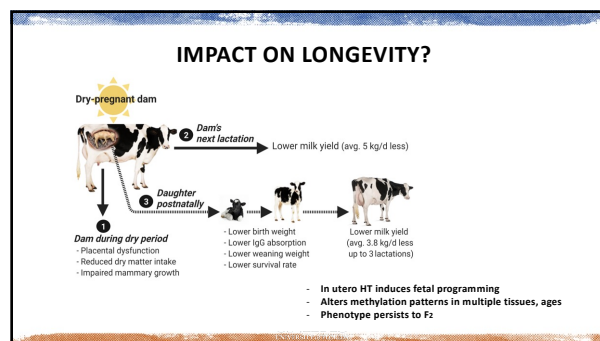 IMPACT ON LONGEVITY?
Dry-pregnant dam
2 Dam's
next lactation
Lower milk yield (avg. 5 kg/d less)
3 Daughter
postnatally
1
Dam during dry period
- Placental dysfunction
- Reduced dry matter intake
- Impaired mammary growth
- Lower birth weight
- Lower IgG absorption
- Lower weaning weight
- Lower survival rate
Lower milk yield
(avg. 3.8 kg/d less
up to 3 lactations)
- In utero HT induces fetal programming
- Alters methylation patterns in multiple tissues, ages
- Phenotype persists to F2